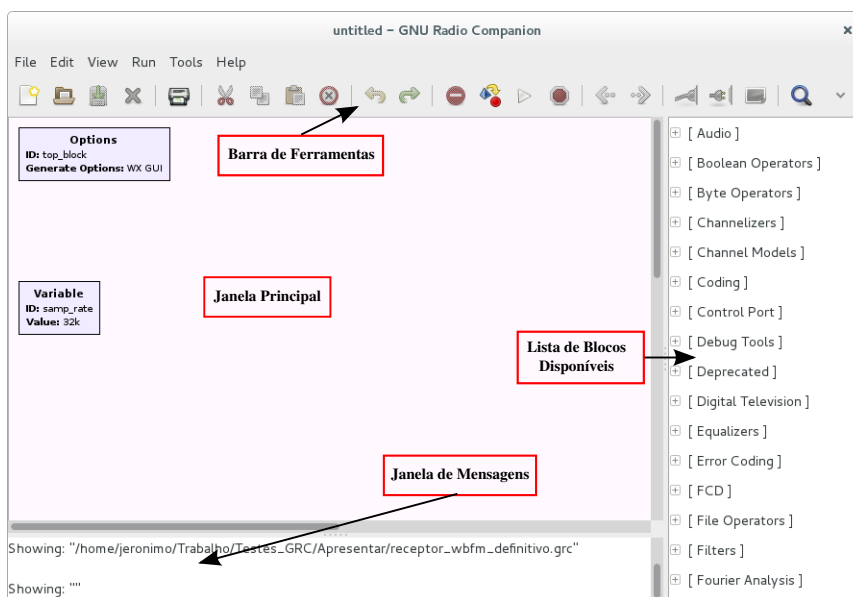 untitled – GNU Radio Companion
File Edit View Run Tools Help
Options
ID: top_block
Generate Options: WX GUI
Barra de Ferramentas
Variable
ID: samp_rate
Value: 32k
Janela Principal
Lista de Blocos
Disponíveis
Janela de Mensagens
[ Audio ]
[ Boolean Operators ]
[ Byte Operators ]
[ Channelizers ]
[ Channel Models ]
[ Coding ]
[ Control Port ]
[ Debug Tools ]
[ Deprecated ]
[ Digital Television ]
[ Equalizers ]
[ Error Coding ]
[ FCD ]
[ File Operators ]
[ Filters ]
[ Fourier Analysis ]
Showing: "/home/jeronimo/Trabalho/Testes_GRC/Apresentar/receptor_wbfm_definitivo.grc"
Showing: ""